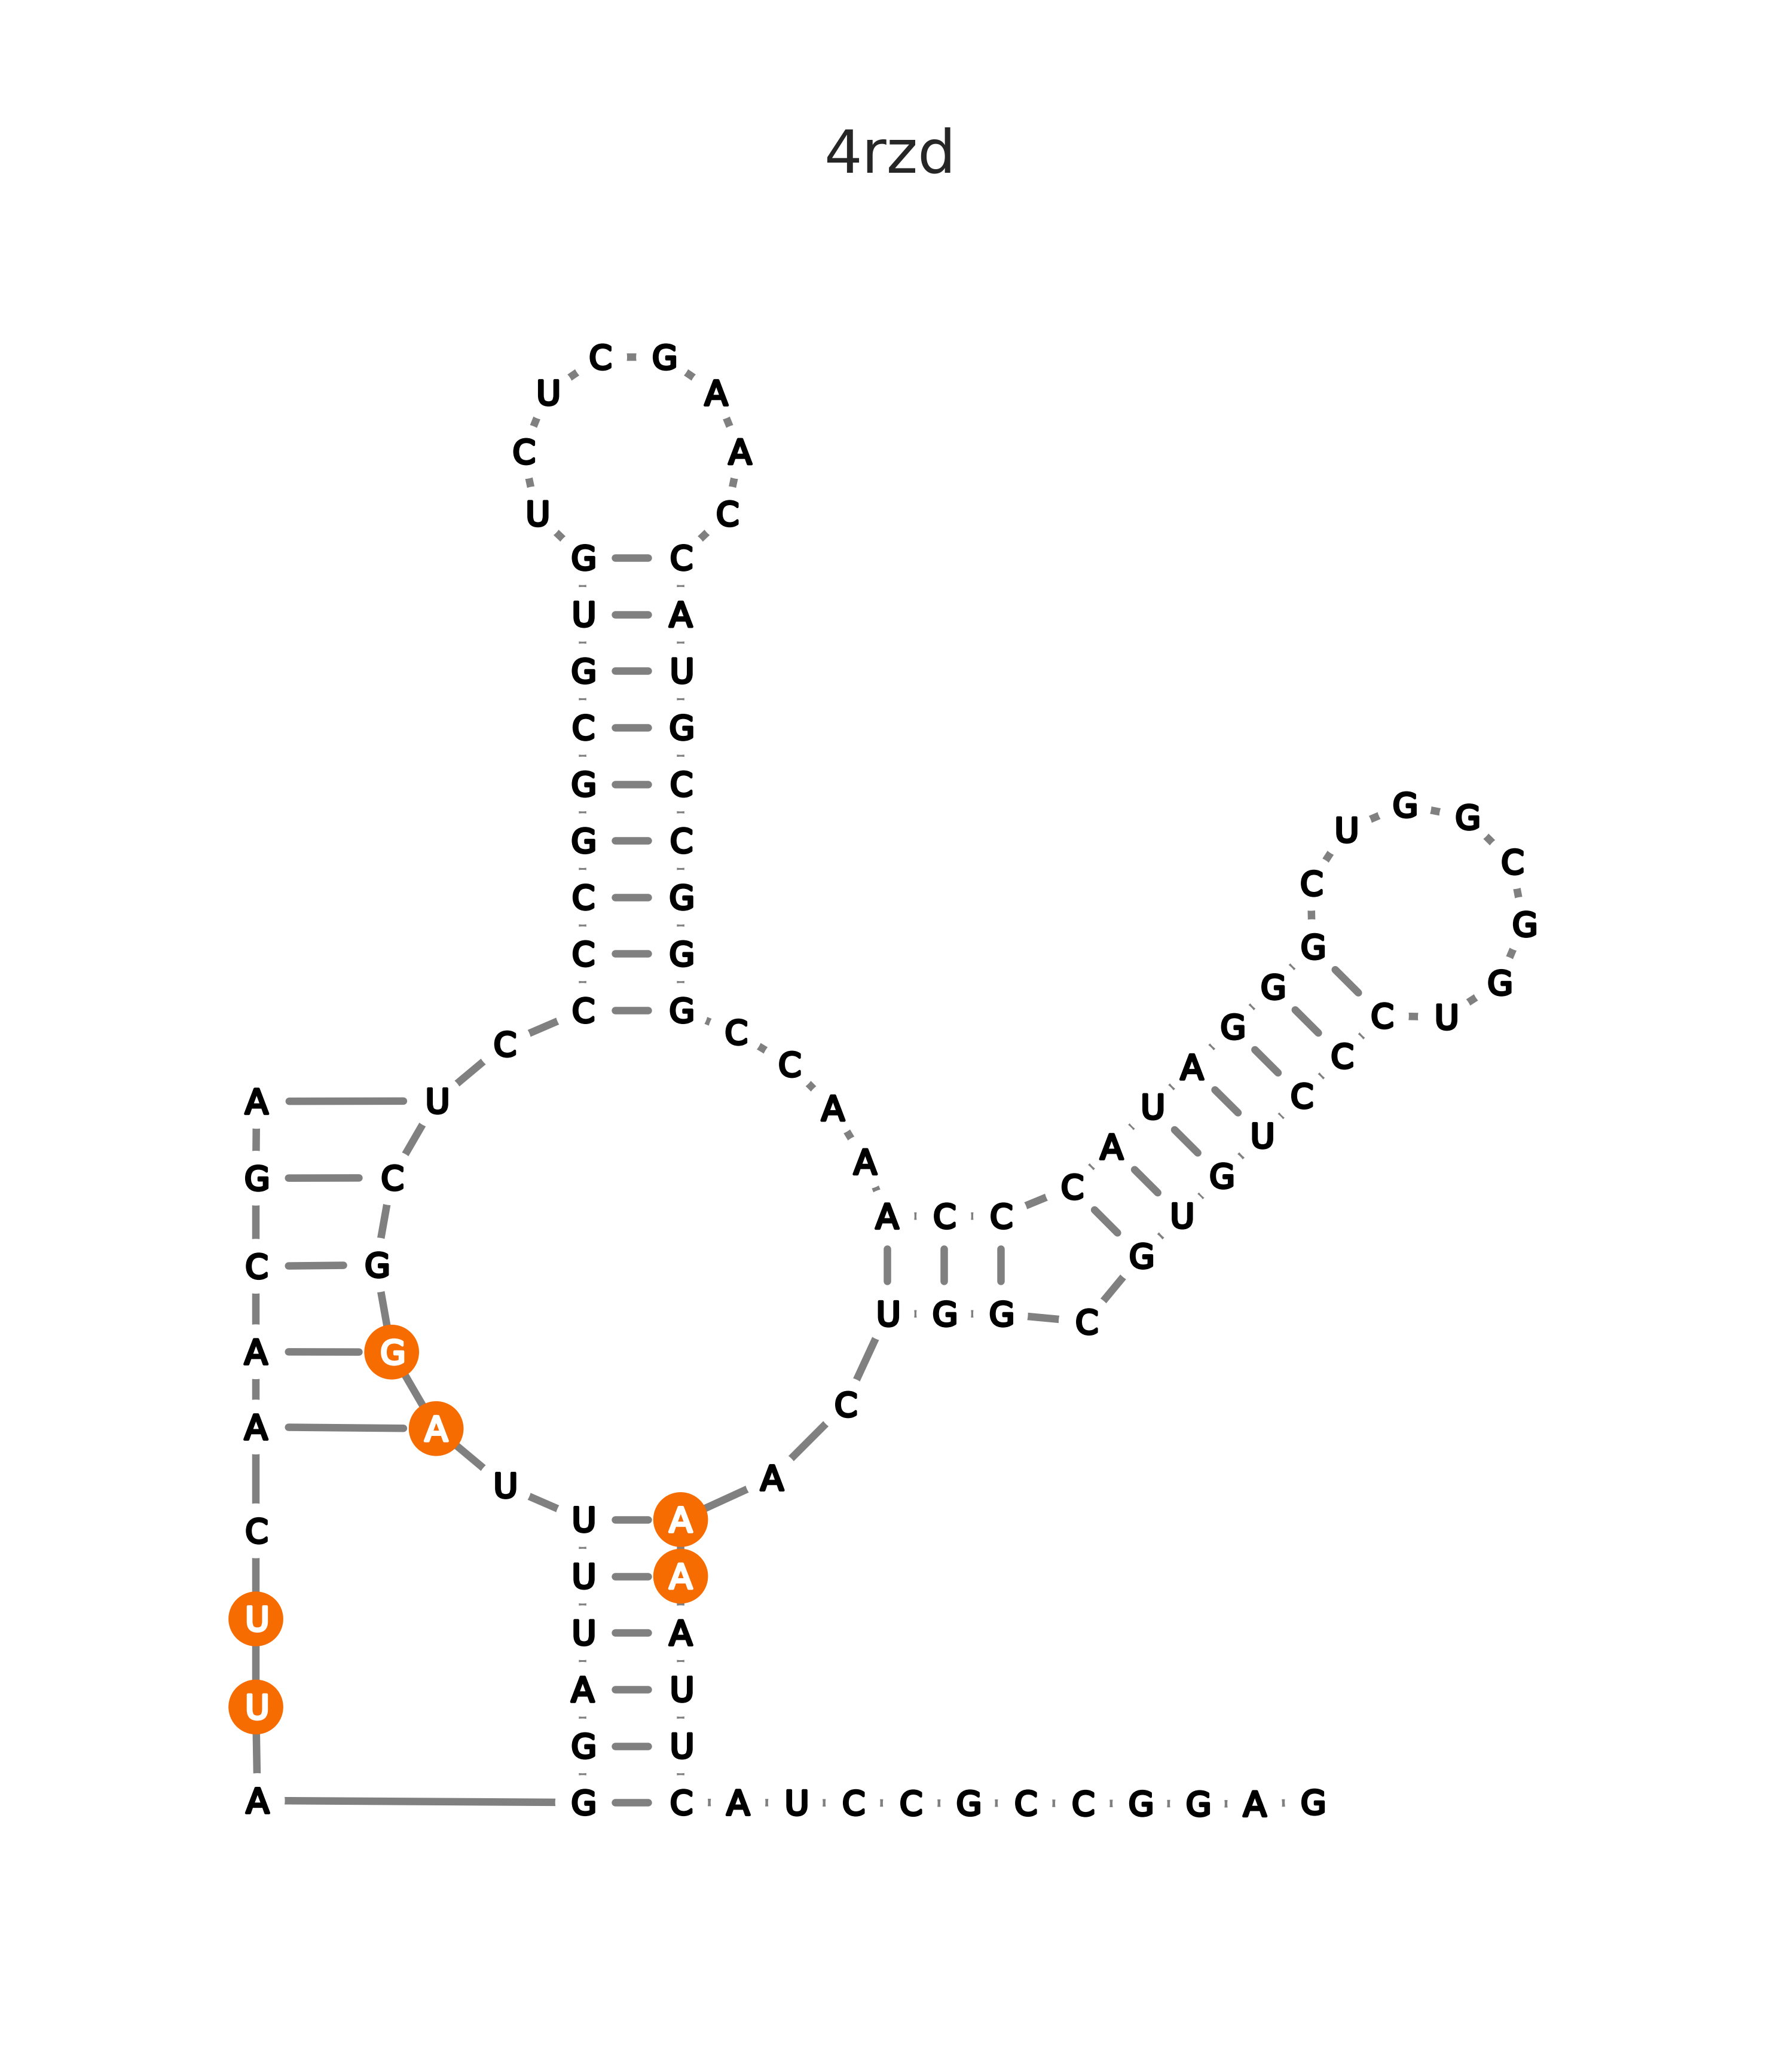 4rzd
C G
U A
C A
U C
G C
U A
G U
C G
G C
U G G
G C
C C
C G G
G
C G G G
C G G C U
C C C
C A
A U A U C
A A U
G C G C
A C C U
C G G
U G G C
A G
C
A A
U A
C U A
U A
U U A
U A U
G U
A G C A U C C G C C G G A G